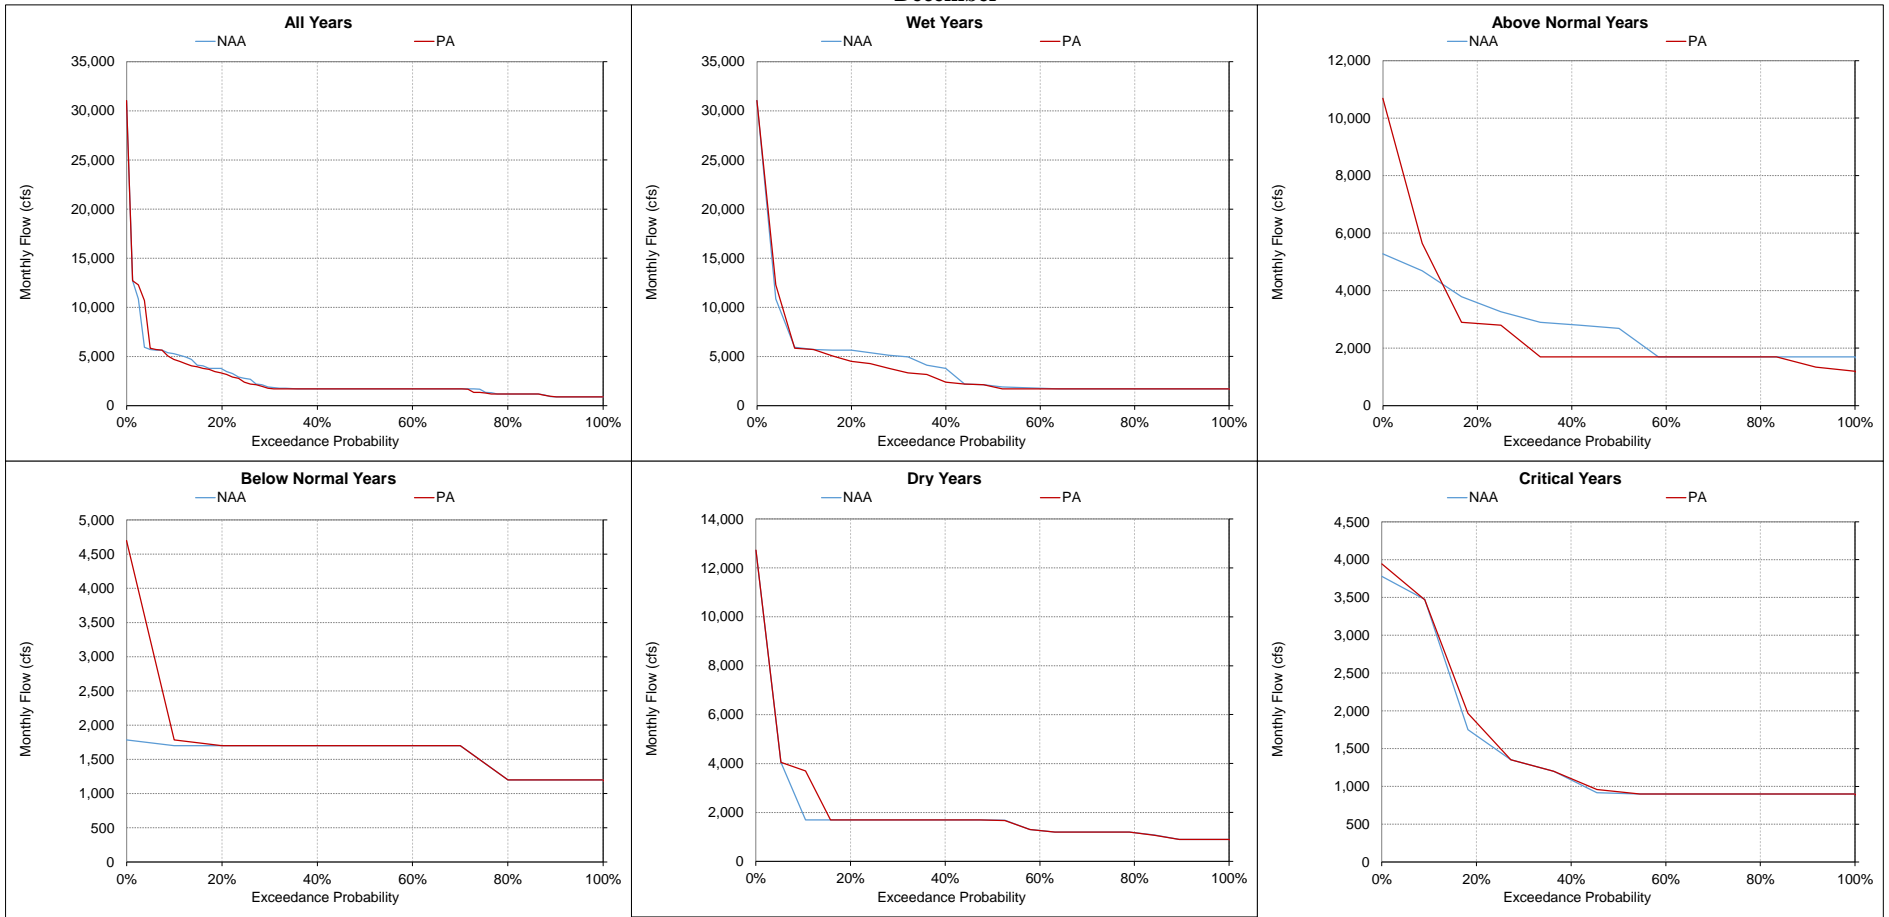 December
All Years
NAA PA
35,000
30,000
25,000
20,000
15,000
10,000
5,000
0
0% 20% 40% 60% 80% 100%
Monthly Flow (cfs)
Exceedance Probability
Wet Years
NAA PA
35,000
30,000
25,000
20,000
15,000
10,000
5,000
0
0% 20% 40% 60% 80% 100%
Monthly Flow (cfs)
Exceedance Probability
Above Normal Years
NAA PA
12,000
10,000
8,000
6,000
4,000
2,000
0
0% 20% 40% 60% 80% 100%
Monthly Flow (cfs)
Exceedance Probability
Below Normal Years
NAA PA
5,000
4,500
4,000
3,500
3,000
2,500
2,000
1,500
1,000
500
0
0% 20% 40% 60% 80% 100%
Monthly Flow (cfs)
Exceedance Probability
Dry Years
NAA PA
14,000
12,000
10,000
8,000
6,000
4,000
2,000
0
0% 20% 40% 60% 80% 100%
Monthly Flow (cfs)
Exceedance Probability
Critical Years
NAA PA
4,500
4,000
3,500
3,000
2,500
2,000
1,500
1,000
500
0
0% 20% 40% 60% 80% 100%
Monthly Flow (cfs)
Exceedance Probability